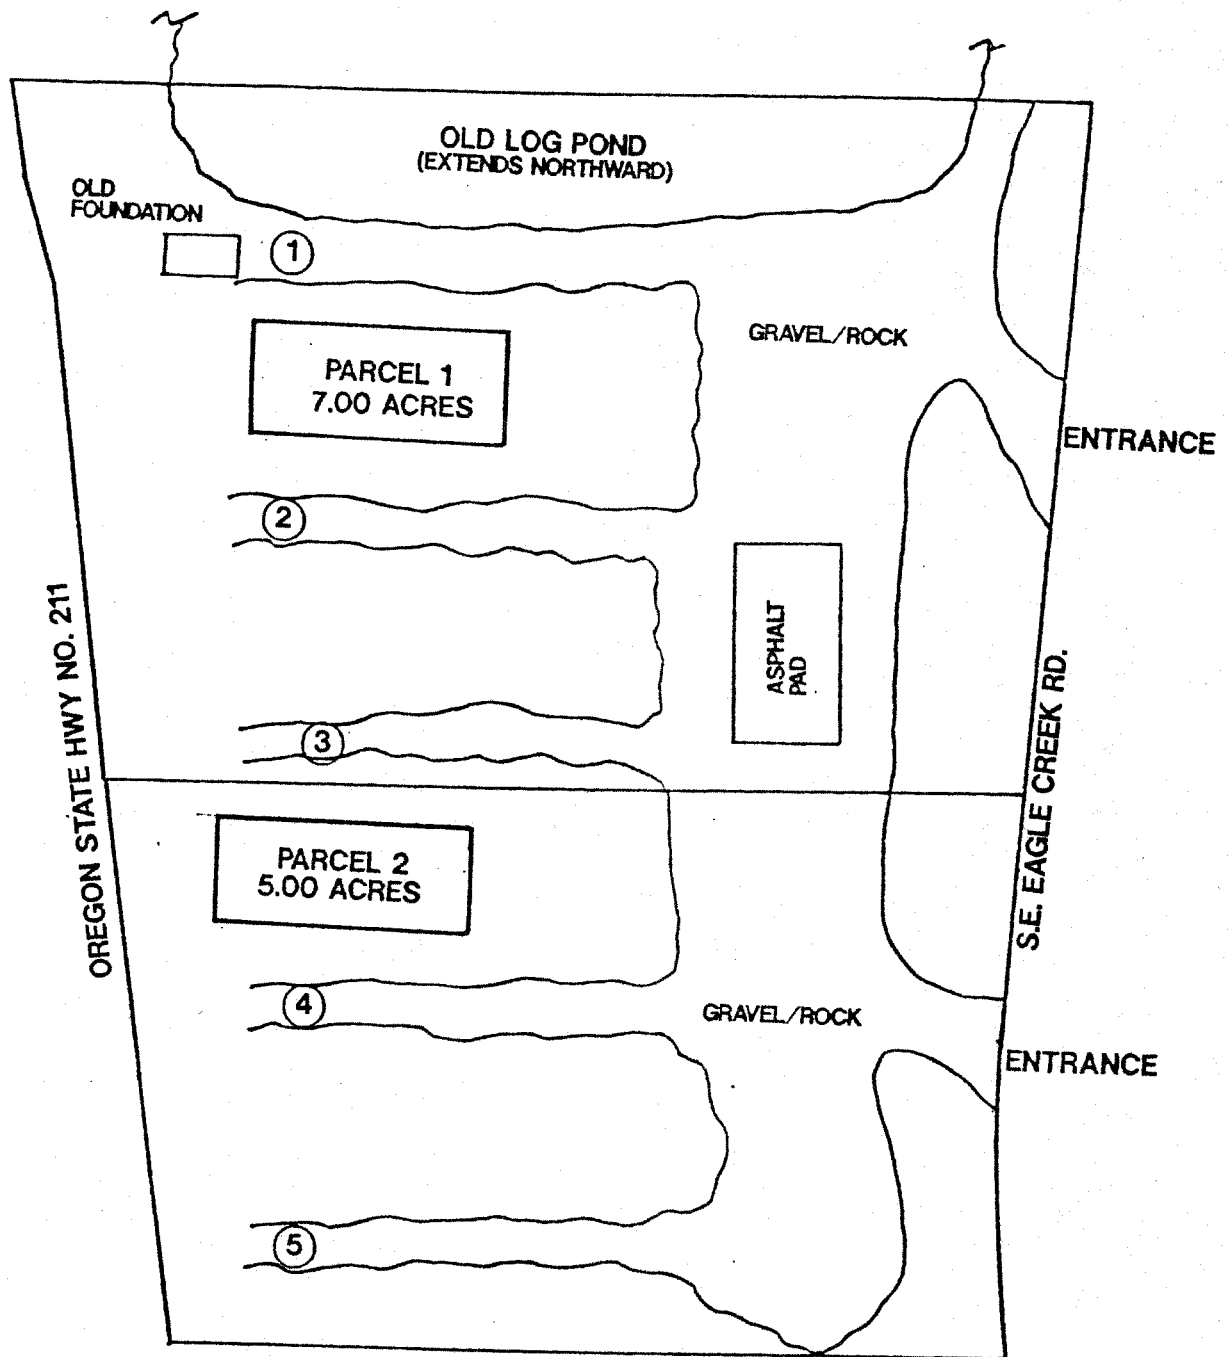 OLD LOG POND
(EXTENDS NORTHWARD)
OLD
FOUNDATION
1
GRAVEL/ROCK
PARCEL 1
7.00 ACRES
ENTRANCE
2
ASPHALT
PAD
OREGON STATE HWY NO. 211
S.E. EAGLE CREEK RD.
3
PARCEL 2
5.00 ACRES
4
GRAVEL/ROCK
ENTRANCE
5